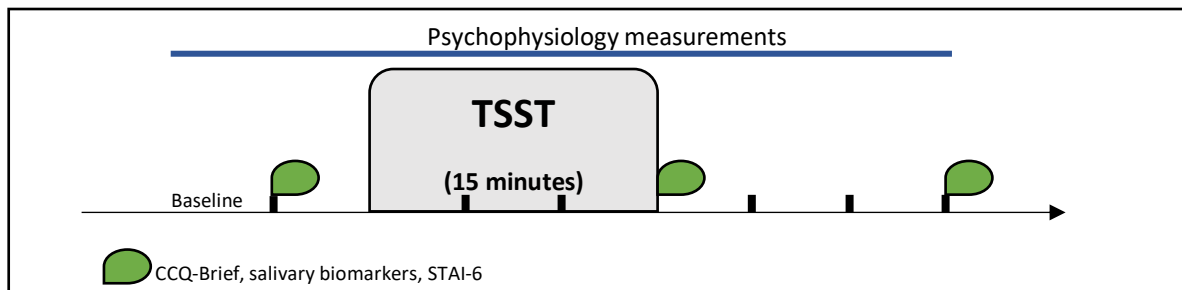 Psychophysiology measurements
TSST
(15 minutes)
Baseline
CCQ-Brief, salivary biomarkers, STAI-6